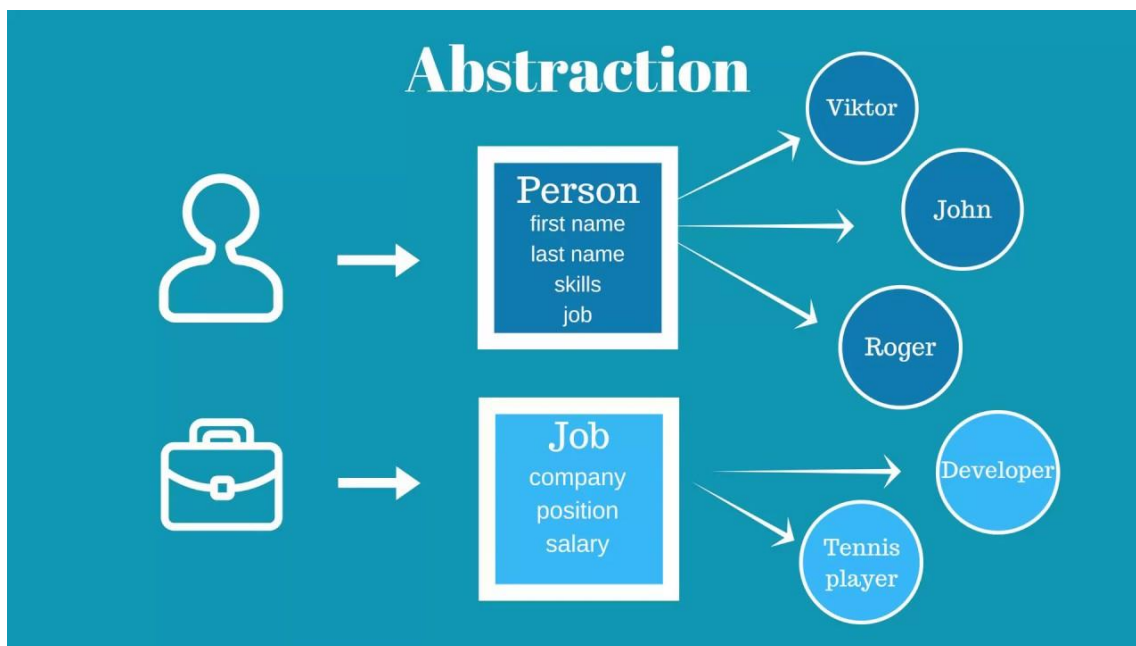 Abstraction
Person
first name
last name
skills
job
Viktor
John
Roger
Job
company
position
salary
Developer
Tennis
player